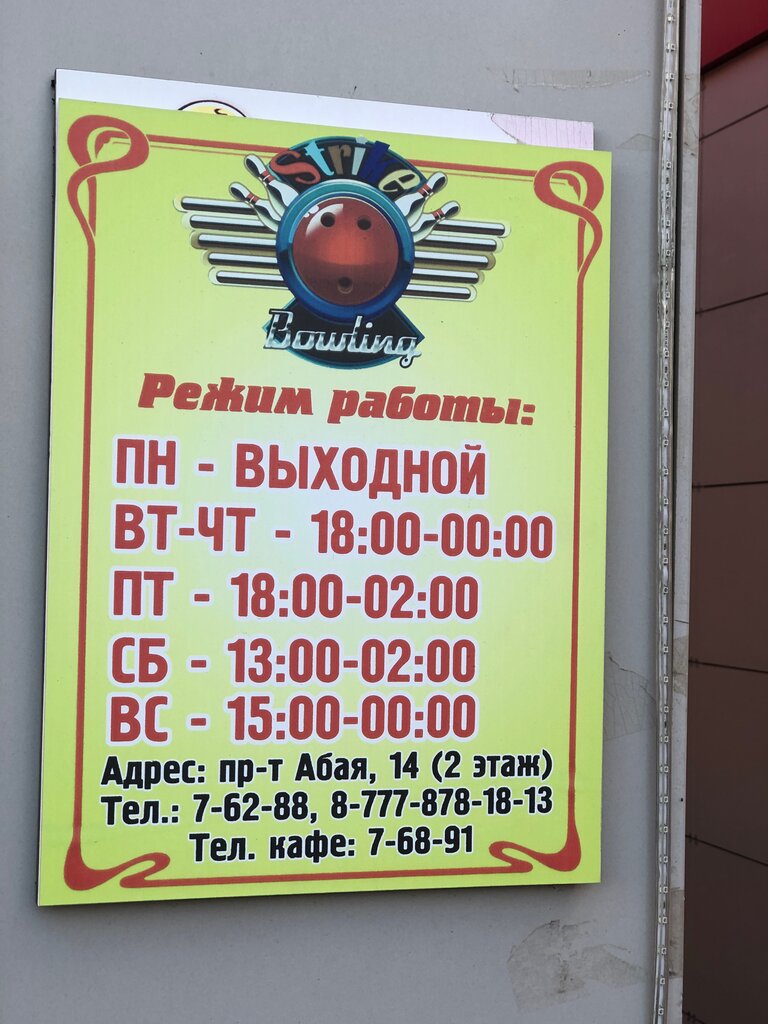 Strike
Bowling
Режим работы:
ПН - ВЫХОДНОЙ
ВТ-ЧТ - 18:00-00:00
ПТ - 18:00-02:00
СБ - 13:00-02:00
ВС - 15:00-00:00
Адрес: пр-т Абая, 14 (2 этаж)
Тел.: 7-62-88, 8-777-878-18-13
Тел. кафе: 7-68-91